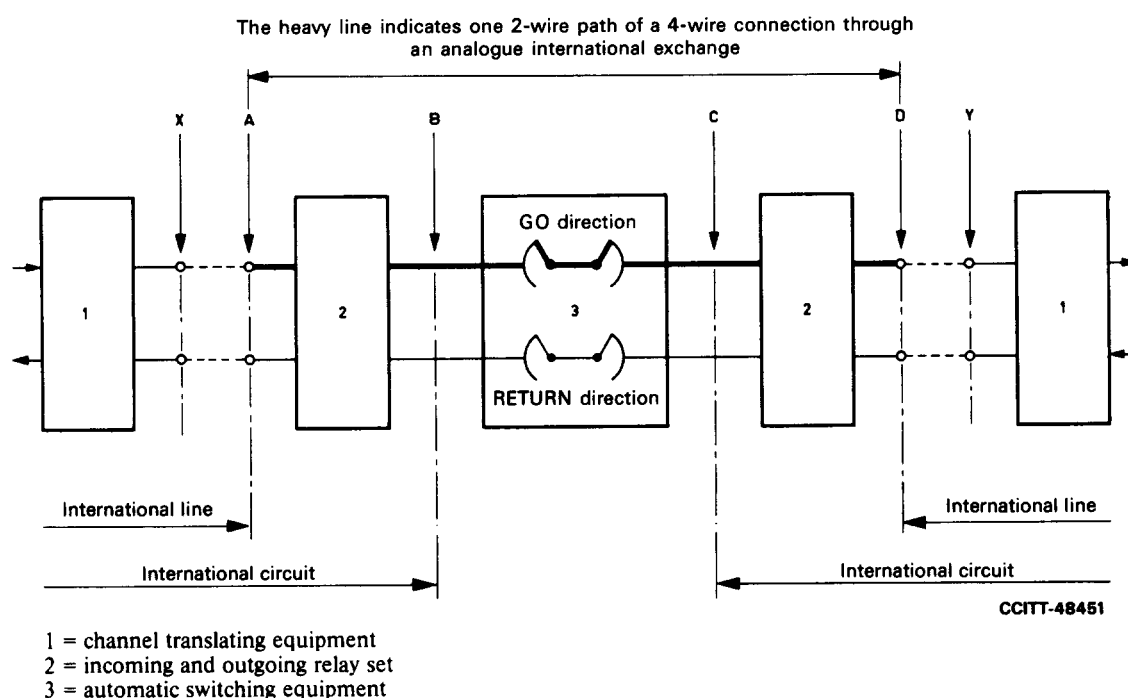 The heavy line indicates one 2-wire path of a 4-wire connection through
an analogue international exchange
X
A
B
C
D
Y
GO direction
1
2
3
2
1
RETURN direction
International line
International line
International circuit
International circuit
CCITT-48451
1 = channel translating equipment
2 = incoming and outgoing relay set
3 = automatic switching equipment